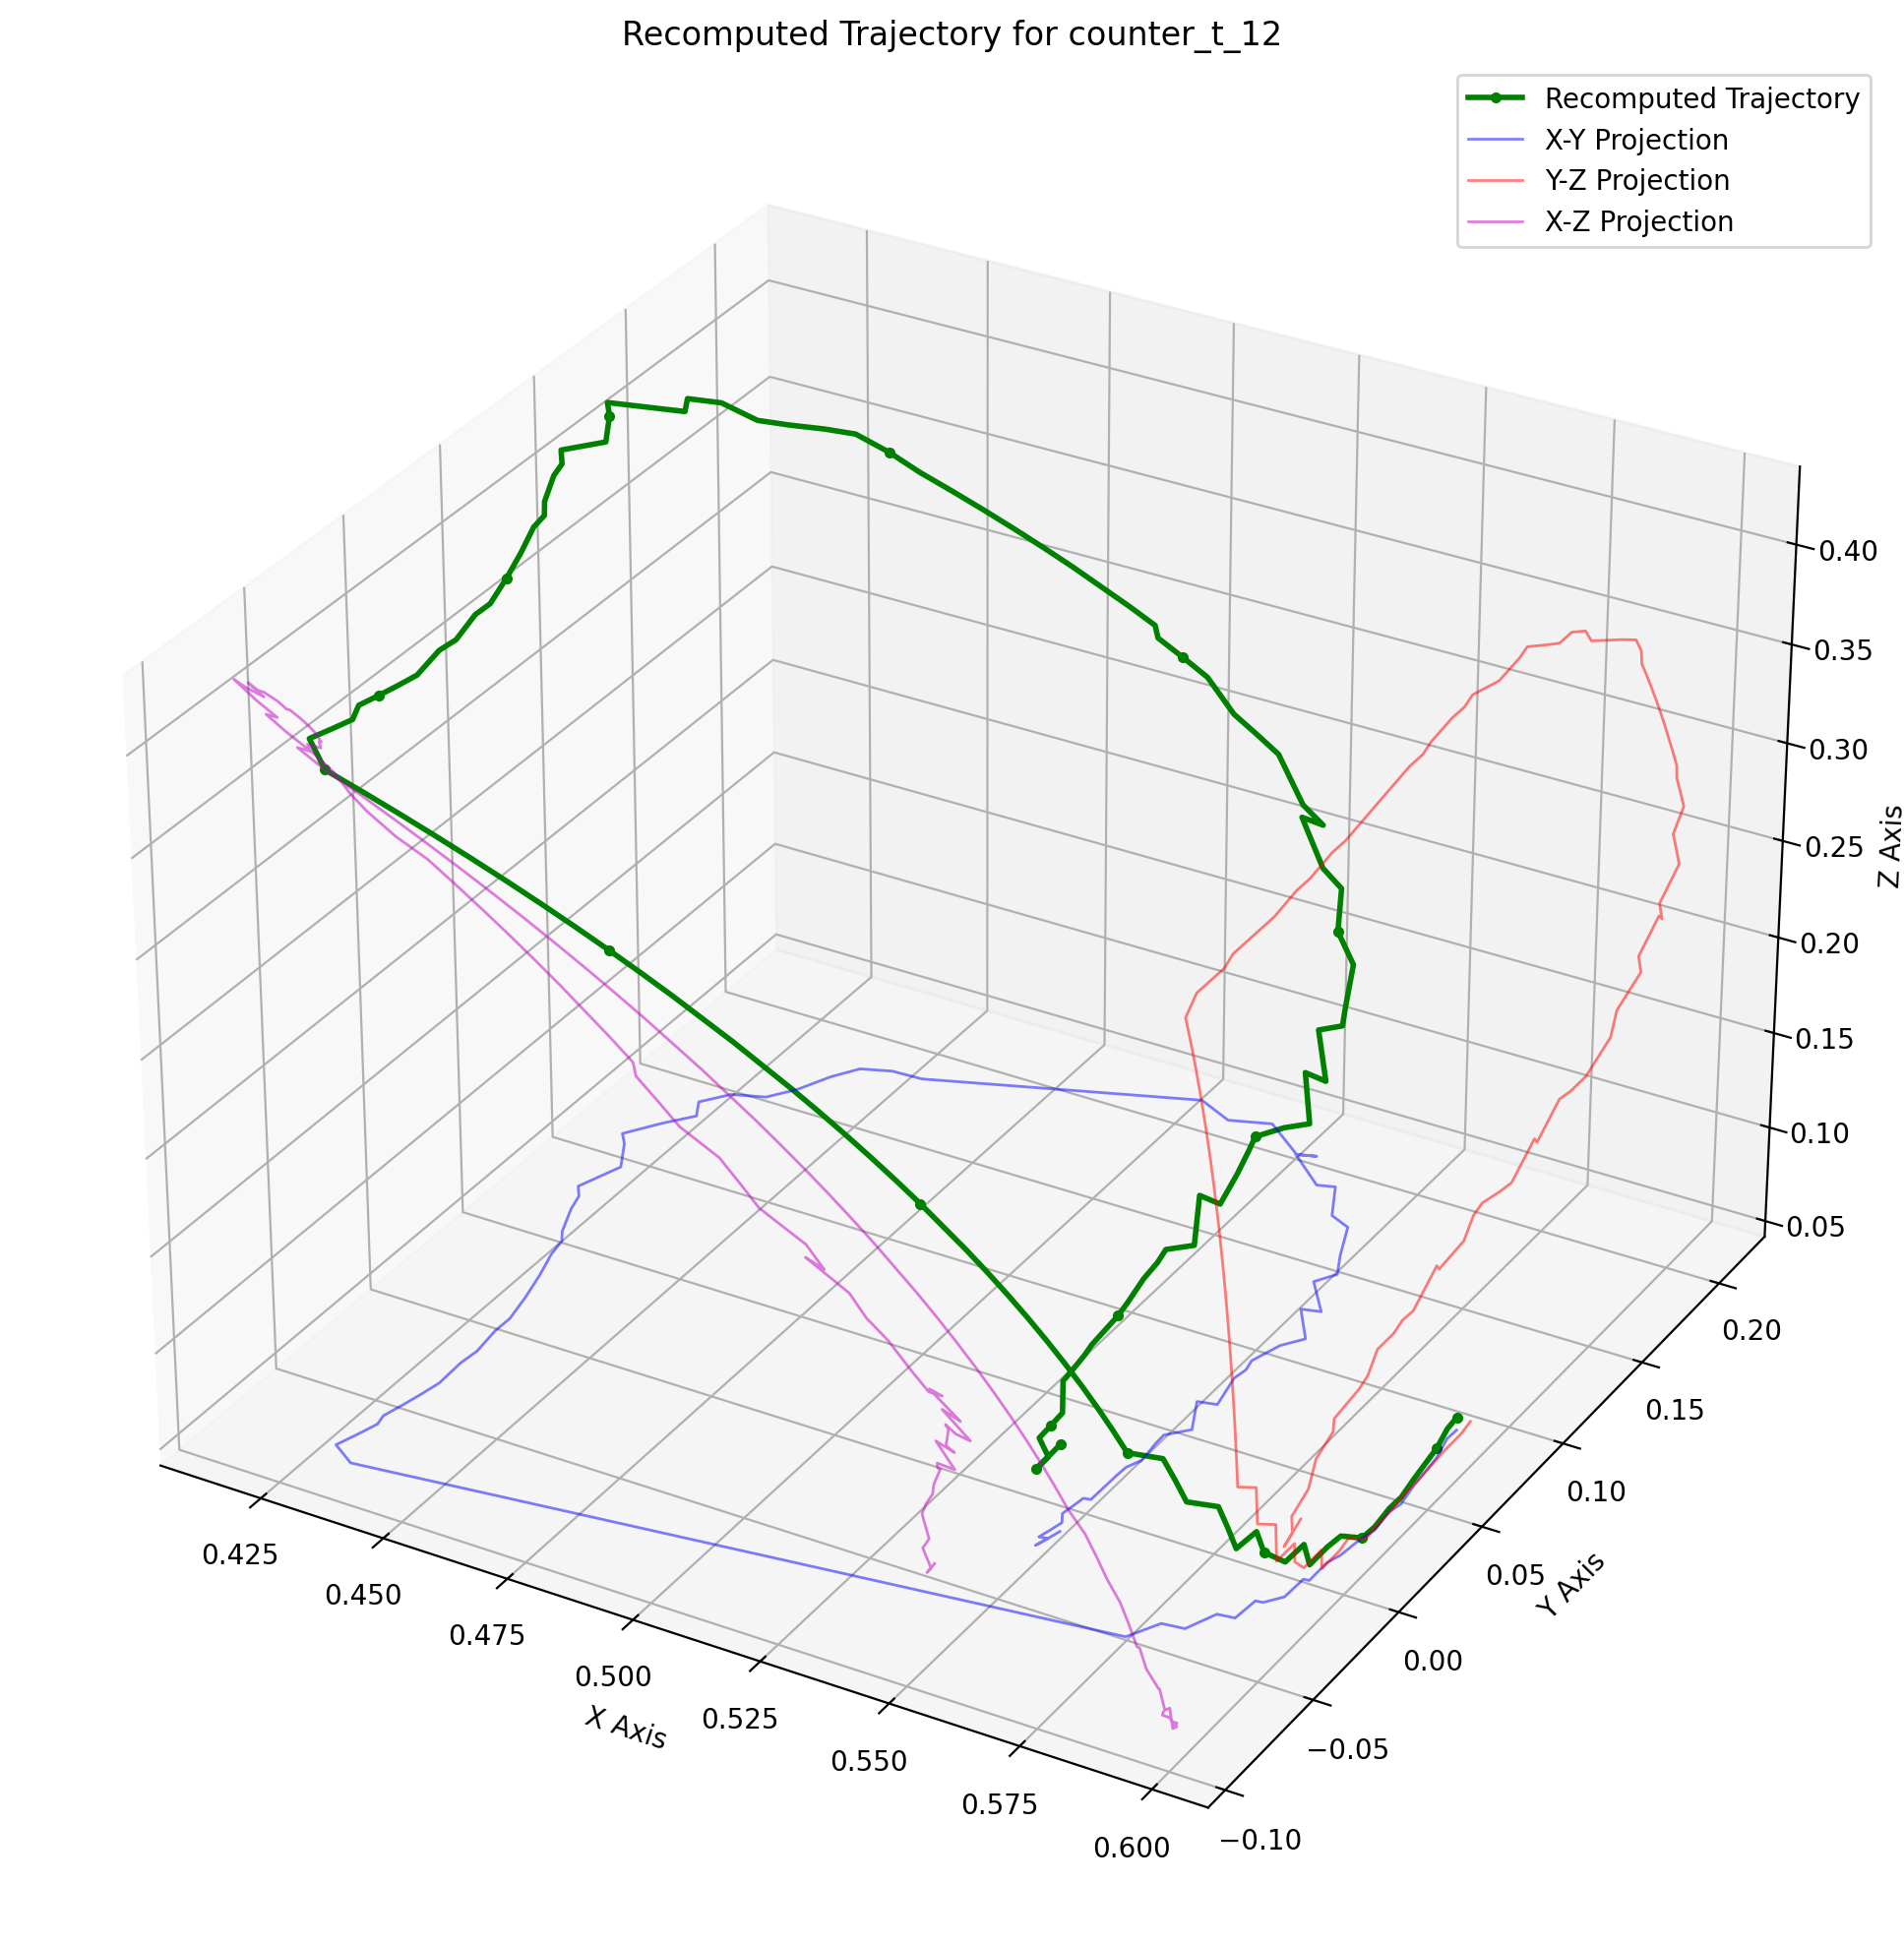 Recomputed Trajectory for counter_t_12
Recomputed Trajectory
X-Y Projection
Y-Z Projection
X-Z Projection
0.40
0.35
0.30
0.25
0.20
0.15
0.10
0.05
Z Axis
0.20
0.15
0.10
0.05
0.00
−0.05
−0.10
Y Axis
0.425
0.450
0.475
0.500
0.525
0.550
0.575
0.600
X Axis